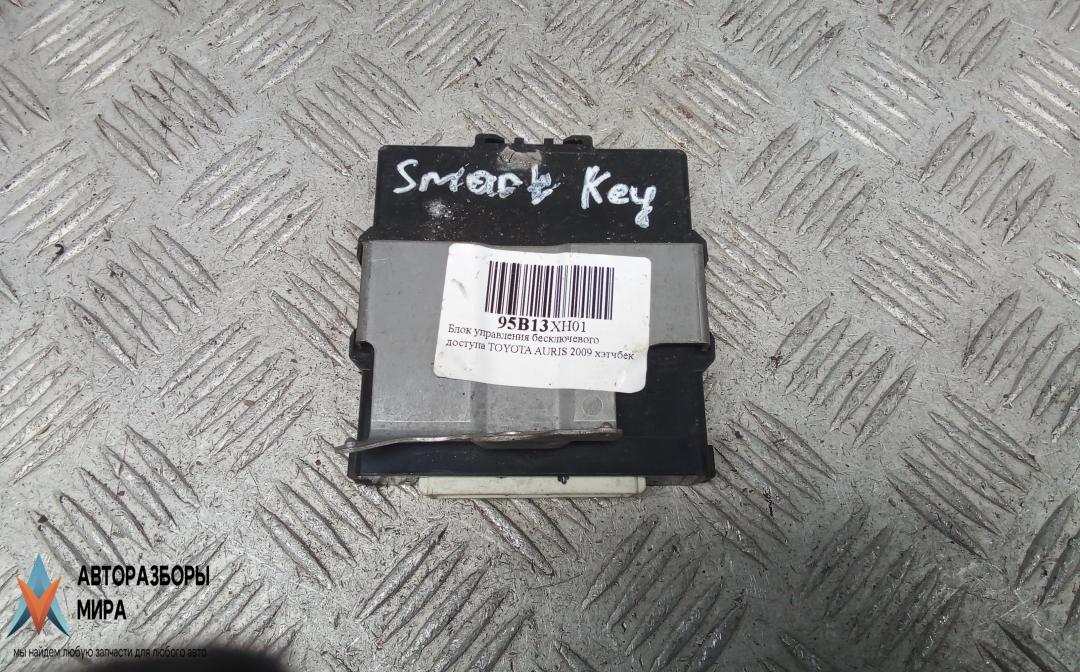 Smart Key
95B13XH01
Блок управления бесключевого
доступа TOYOTA AURIS 2009 хэтчбек
АВТОРАЗБОРЫ
МИРА
мы найдем любую запчасти для любого авто